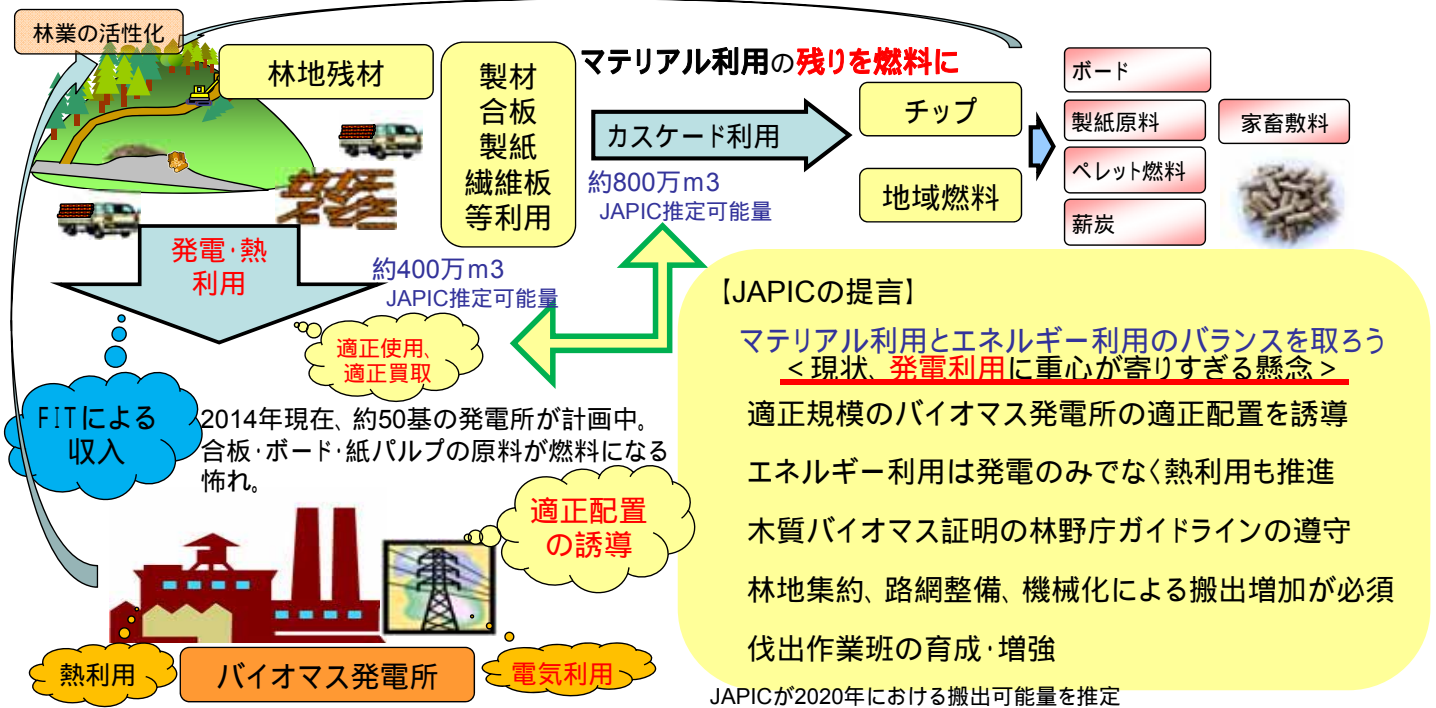 林業の活性化
林地残材
製材
合板
製紙
繊維板
等利用
マテリアル利用の残りを燃料に
カスケード利用
約800万m3
JAPIC推定可能量
チップ
地域燃料
ボード
製紙原料
家畜敷料
ペレット燃料
薪炭
発電・熱
利用
約400万m3
JAPIC推定可能量
適正使用、
適正買取
FITによる
収入
2014年現在、約50基の発電所が計画中。
合板・ボード・紙パルプの原料が燃料になる
怖れ。
適正配置
の誘導
熱利用
バイオマス発電所
電気利用
【JAPICの提言】
マテリアル利用とエネルギー利用のバランスを取ろう
<現状、発電利用に重心が寄りすぎる懸念>
適正規模のバイオマス発電所の適正配置を誘導
エネルギー利用は発電のみでなく熱利用も推進
木質バイオマス証明の林野庁ガイドラインの遵守
林地集約、路網整備、機械化による搬出増加が必須
伐出作業班の育成・増強
JAPICが2020年における搬出可能量を推定